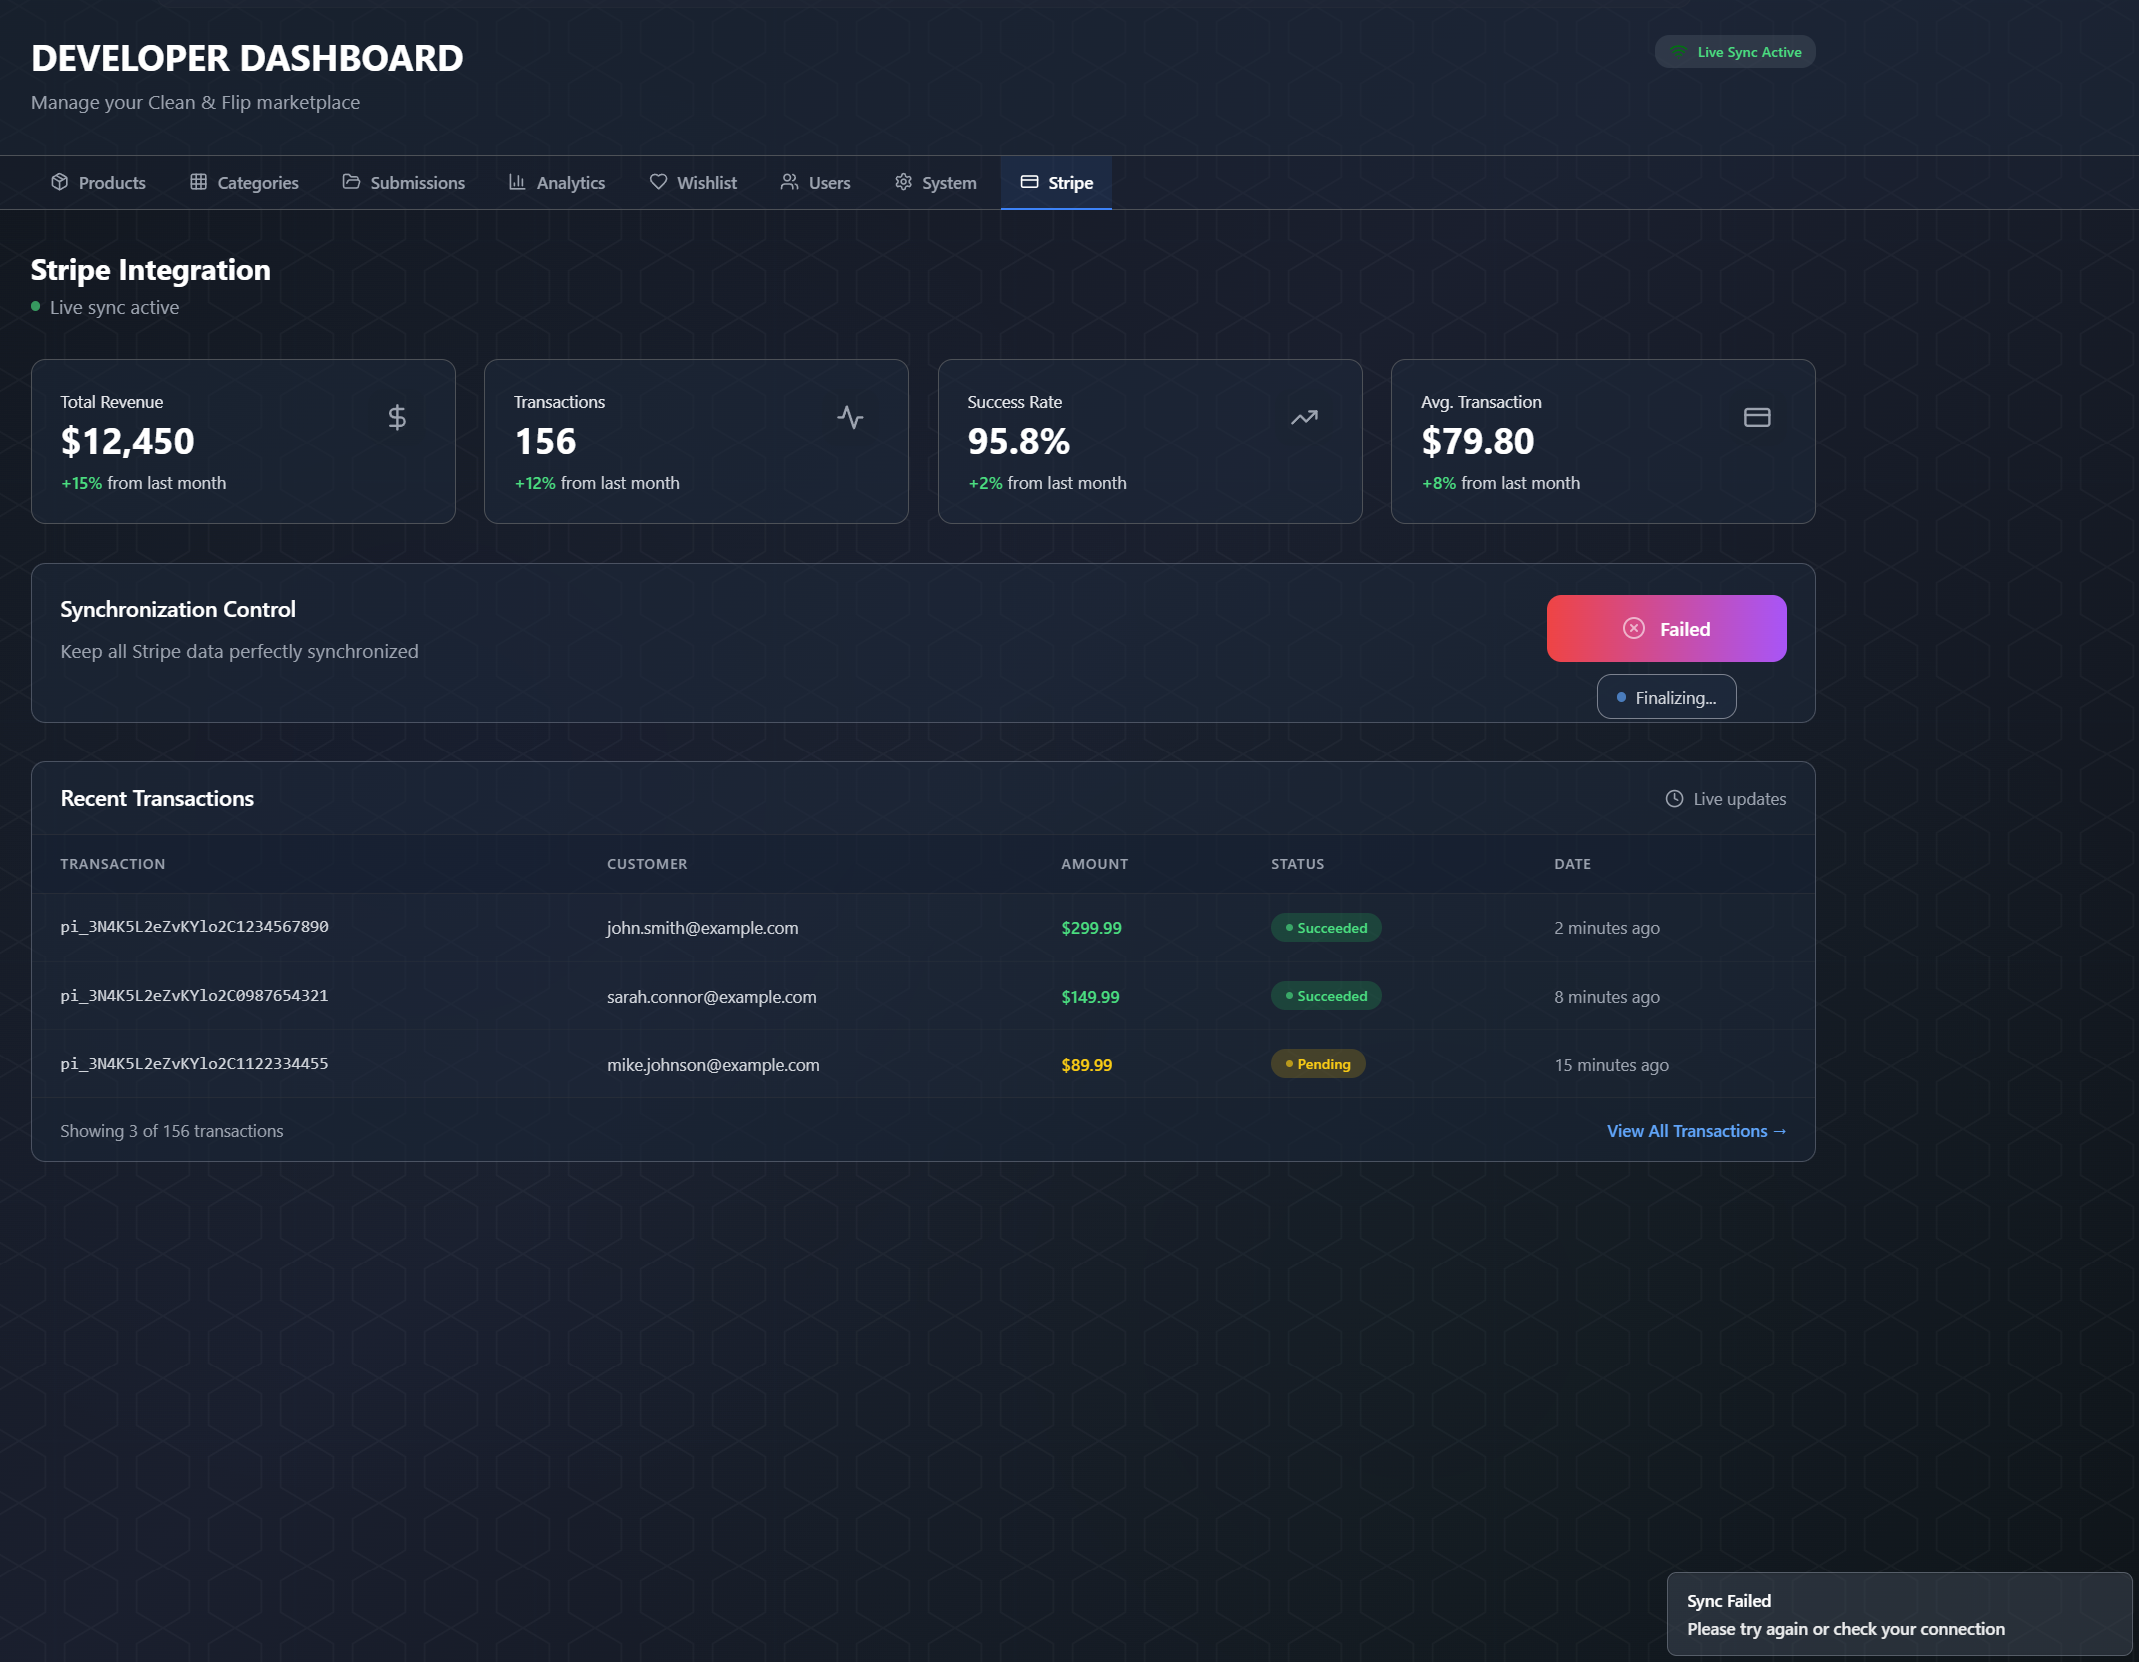 DEVELOPER DASHBOARD
Live Sync Active
Manage your Clean & Flip marketplace
Products
Categories
Submissions
Analytics
Wishlist
Users
System
Stripe
Stripe Integration
Live sync active
Total Revenue
$12,450
+15% from last month
Transactions
156
+12% from last month
Success Rate
95.8%
+2% from last month
Avg. Transaction
$79.80
+8% from last month
Synchronization Control
Keep all Stripe data perfectly synchronized
Failed
Finalizing...
Recent Transactions
Live updates
TRANSACTION CUSTOMER AMOUNT STATUS DATE
pi_3N4K5L2eZvKYlo2C1234567890 john.smith@example.com $299.99 Succeeded 2 minutes ago
pi_3N4K5L2eZvKYlo2C0987654321 sarah.connor@example.com $149.99 Succeeded 8 minutes ago
pi_3N4K5L2eZvKYlo2C1122334455 mike.johnson@example.com $89.99 Pending 15 minutes ago
Showing 3 of 156 transactions
View All Transactions →
Sync Failed
Please try again or check your connection